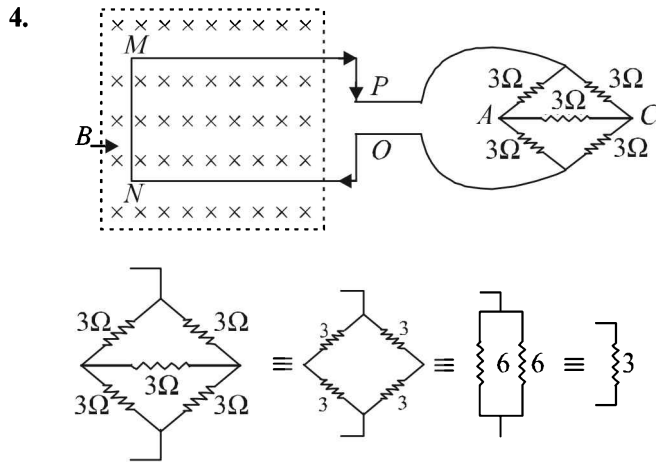 4.
× × × × × × × × ×
M
× × × × × × × × ×
P
3Ω 3Ω
3Ω
× × × × × × × × ×
A C
B
O
3Ω 3Ω
× × × × × × × × ×
N
× × × × × × × × ×
3Ω 3Ω
3Ω
3Ω 3Ω
≡
3 3
3 3
≡
6 6
≡
3